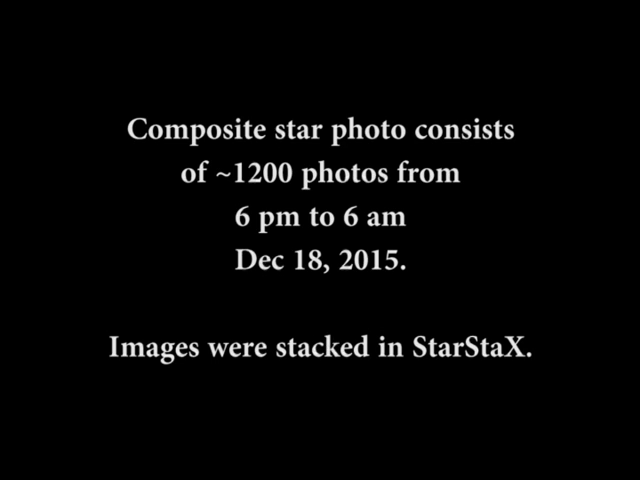 Composite star photo consists
of ~1200 photos from
6 pm to 6 am
Dec 18, 2015.
Images were stacked in StarStaX.